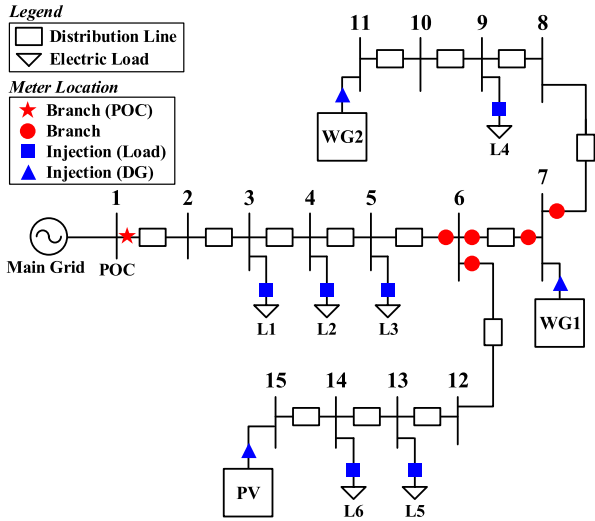 Legend
Distribution Line
Electric Load
Meter Location
Branch (POC)
Branch
Injection (Load)
Injection (DG)
11 10 9 8
WG2
L4
1 2 3 4 5 6 7
Main Grid
POC
L1 L2 L3
WG1
15 14 13 12
PV
L6 L5